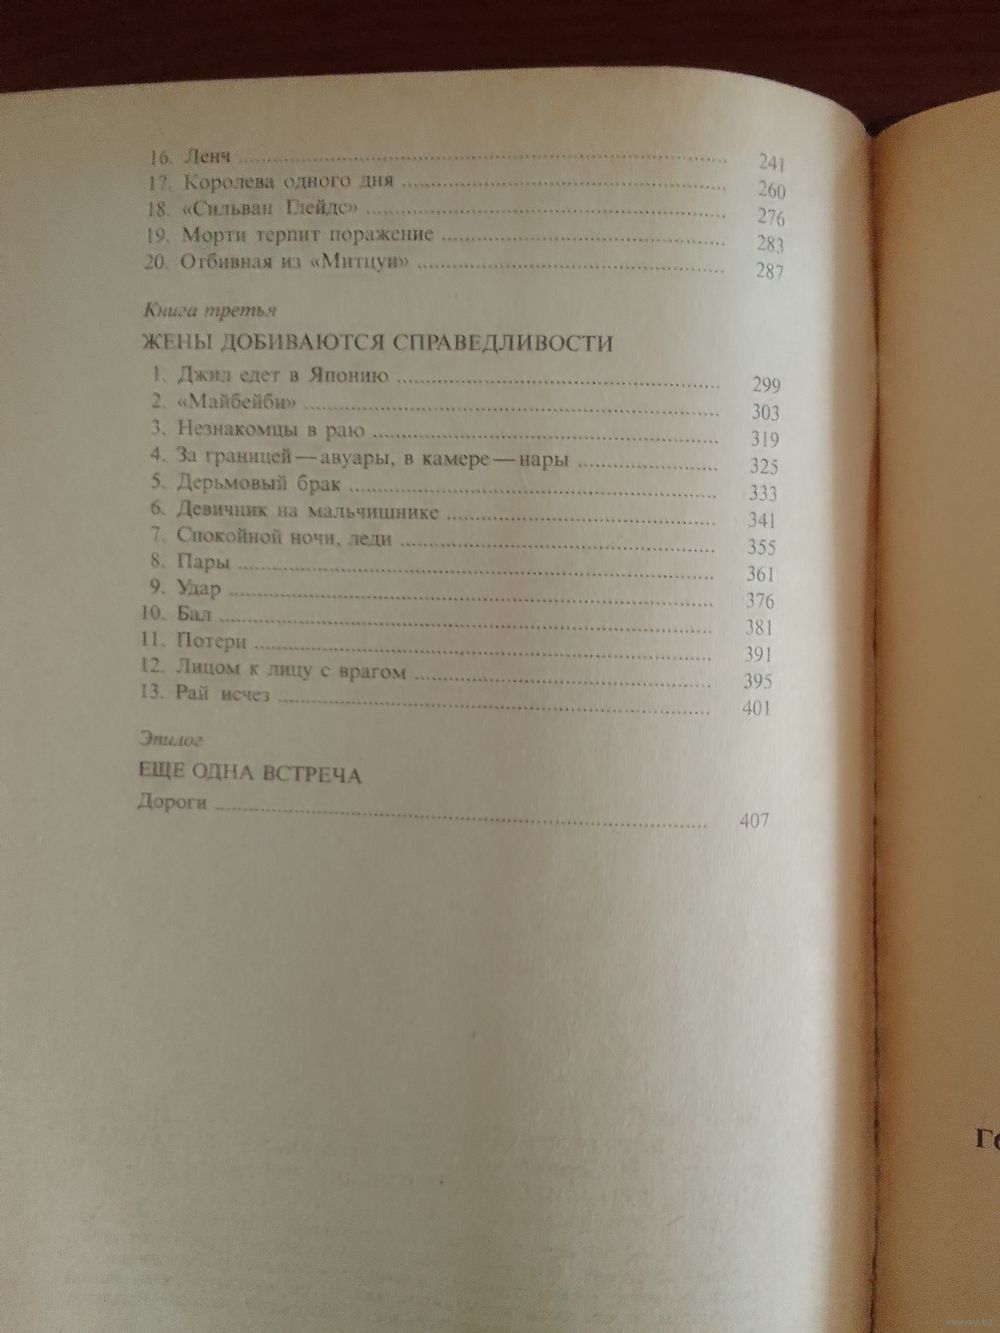 16. Ленч 241
17. Королева одного дня 260
18. «Сильван Глейдс» 276
19. Морти терпит поражение 283
20. Отбивная из «Митцуи» 287
Книга третья
ЖЕНЫ ДОБИВАЮТСЯ СПРАВЕДЛИВОСТИ
1. Джил едет в Японию 299
2. «Майбейби» 303
3. Незнакомцы в раю 319
4. За границей — авуары, в камере — нары 325
5. Дерьмовый брак 333
6. Девичник на мальчишнике 341
7. Спокойной ночи, леди 355
8. Пары 361
9. Удар 376
10. Бал 381
11. Потери 391
12. Лицом к лицу с врагом 395
13. Рай исчез 401
Эпилог
ЕЩЕ ОДНА ВСТРЕЧА
Дороги 407